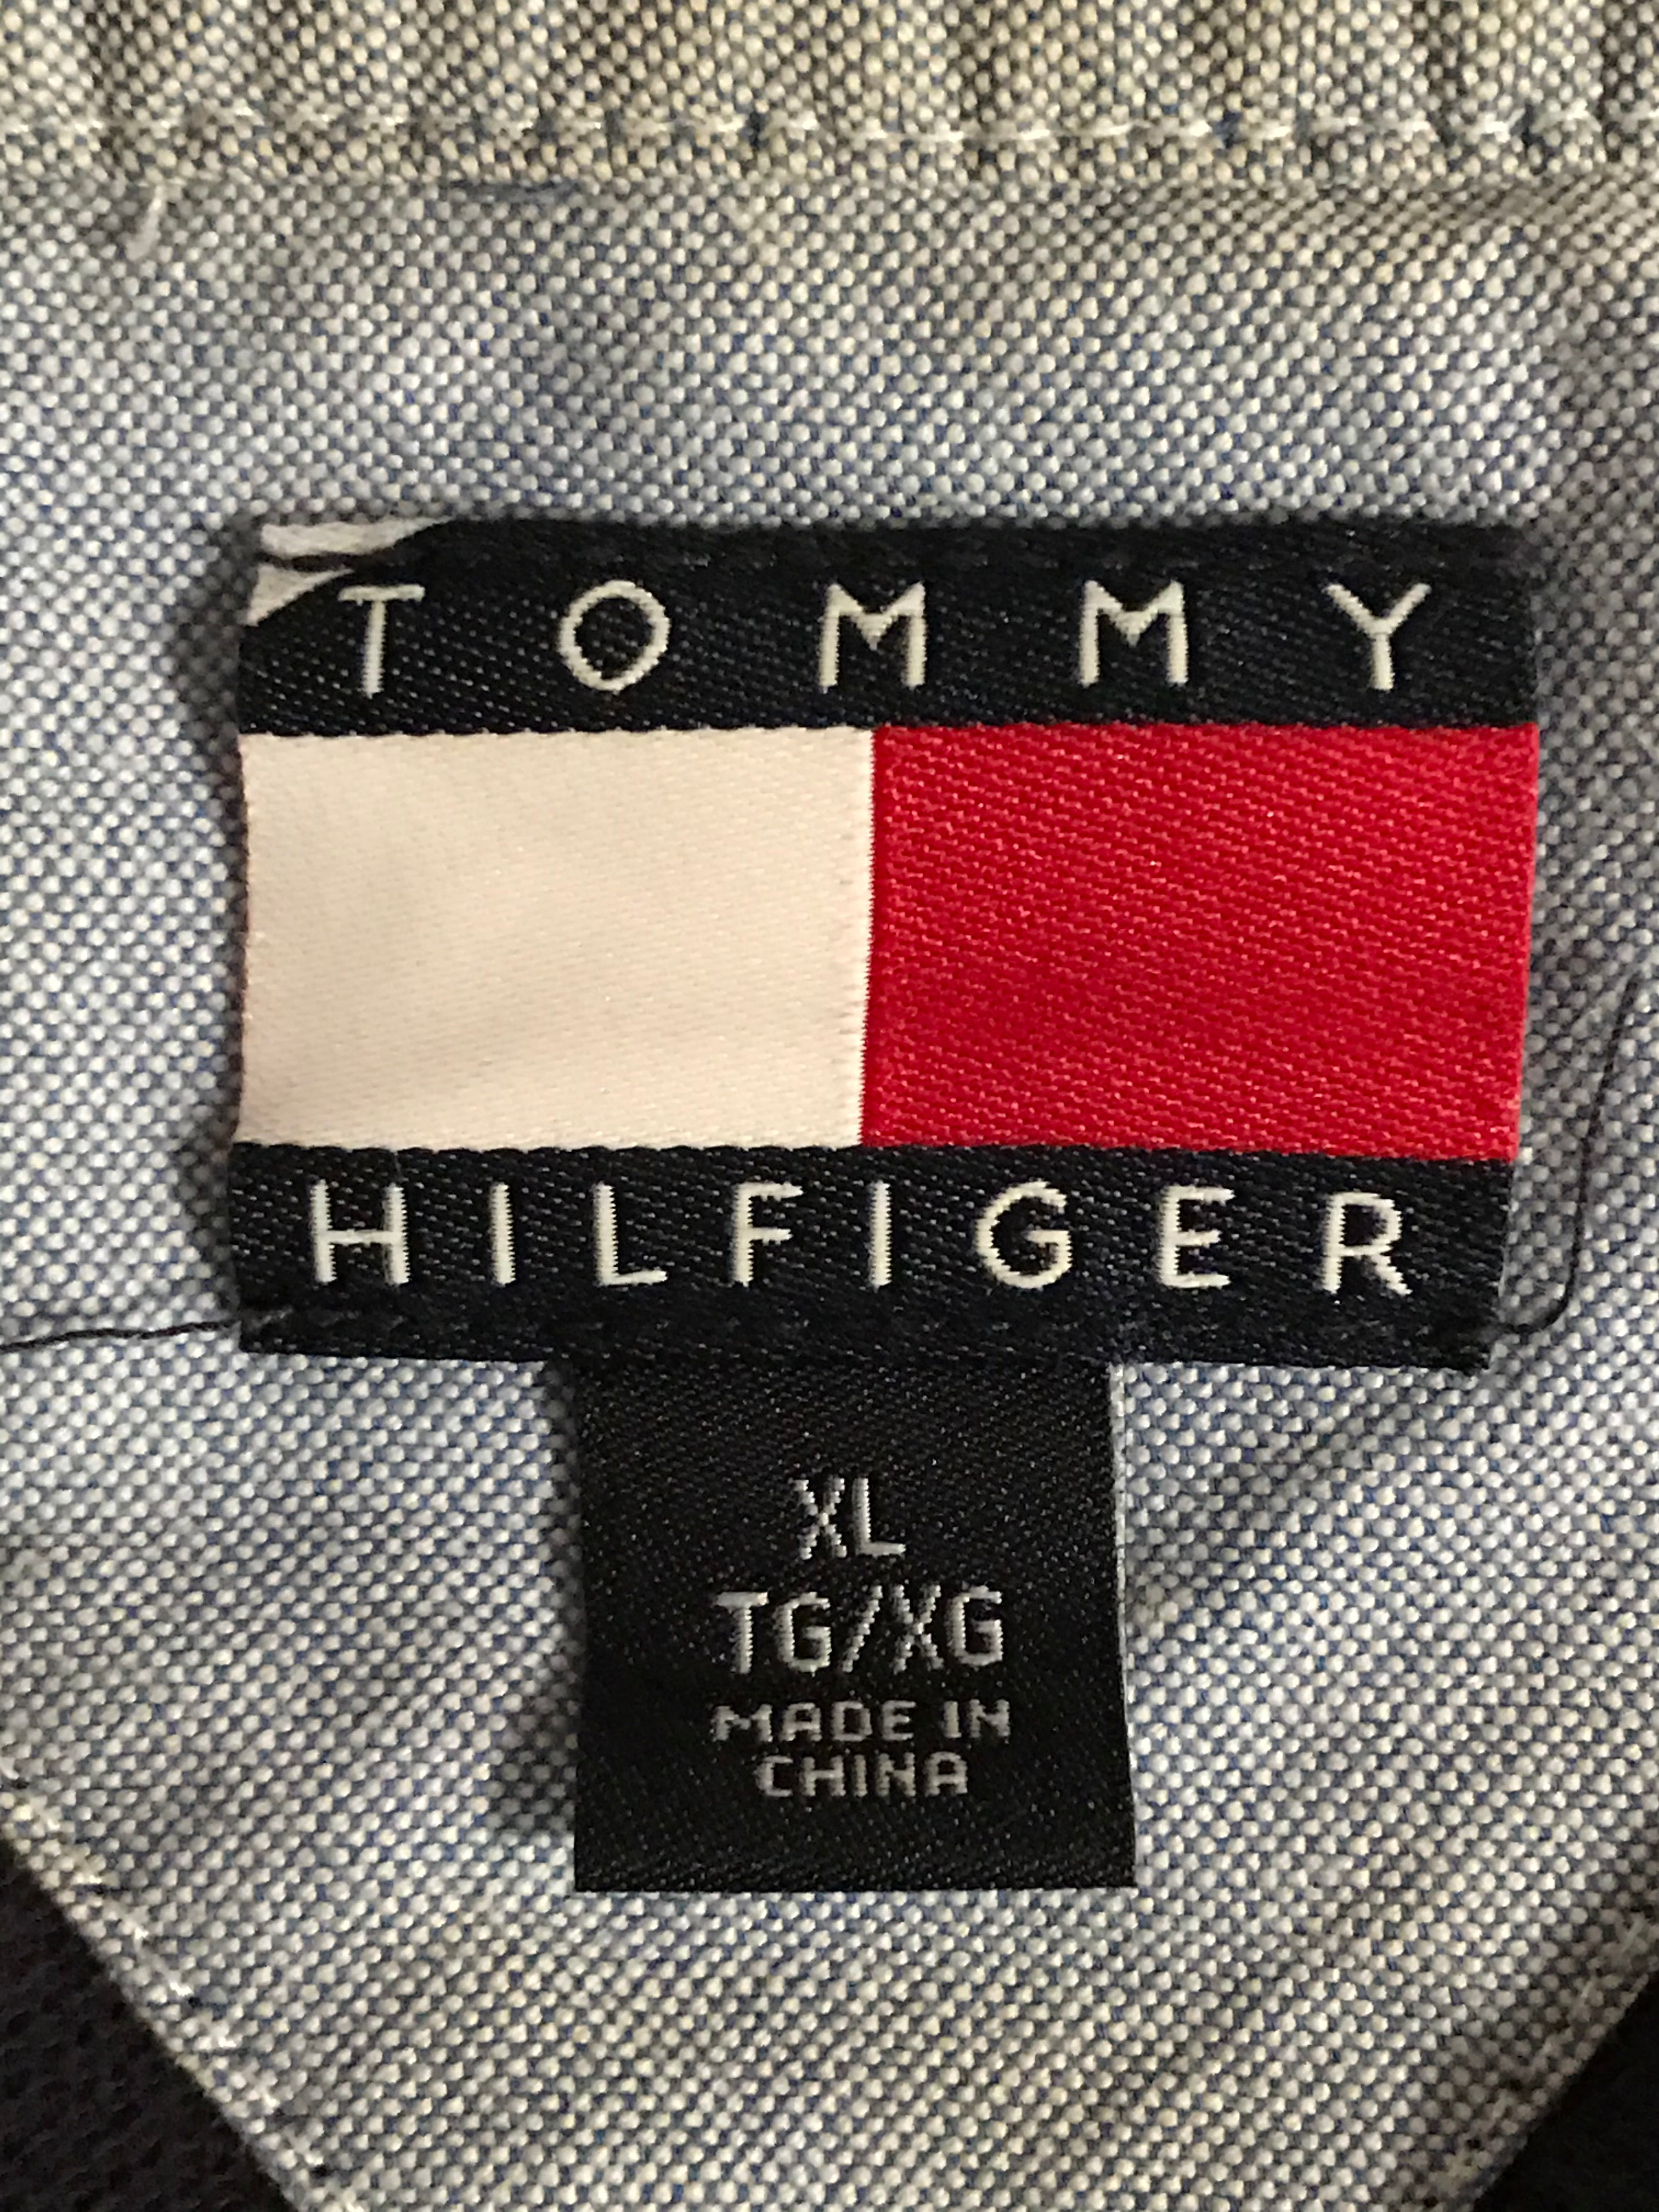 TOMMY
HILFIGER
XL
TG/XG
MADE IN
CHINA